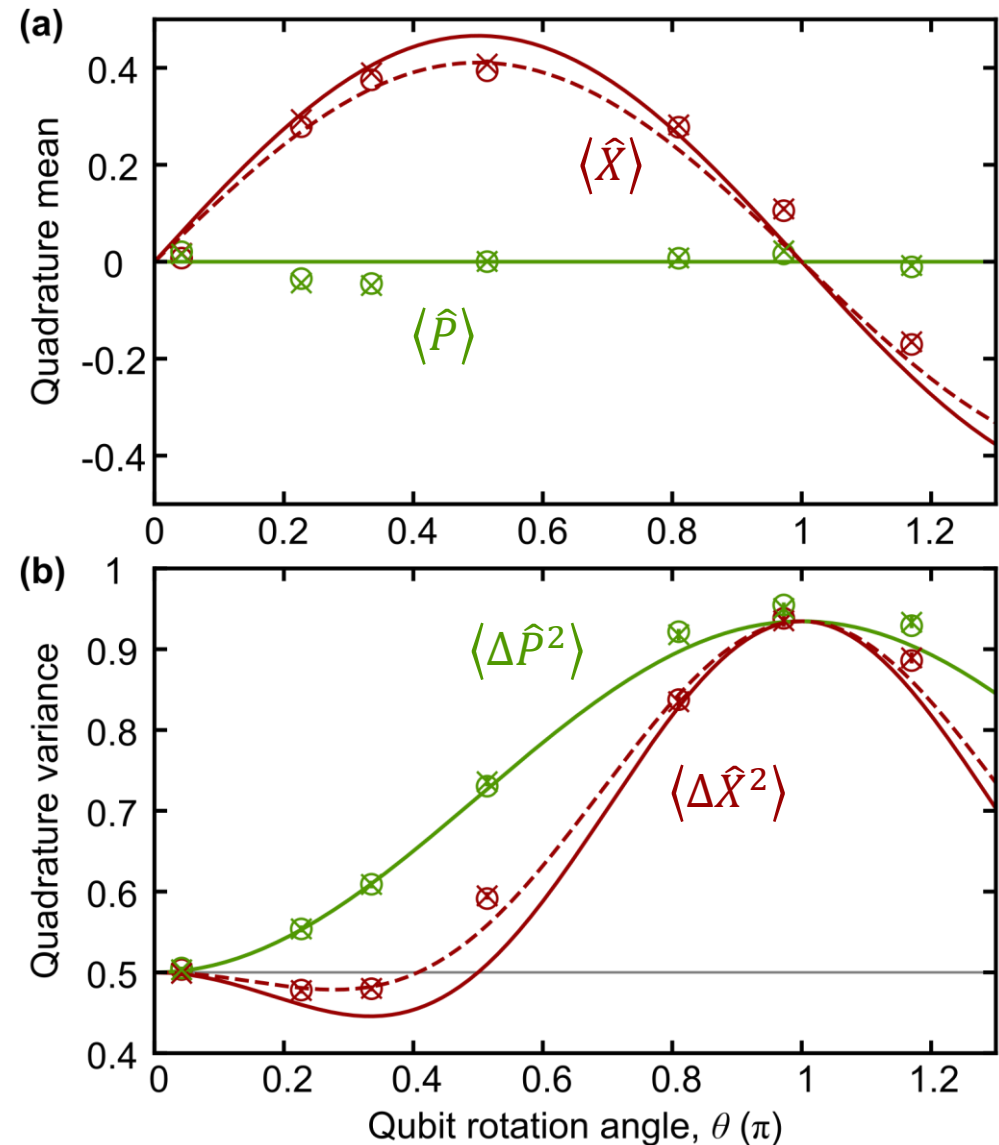 (a)
Quadrature mean
0.4
0.2
0
-0.2
-0.4
⟨X̂⟩
⟨P̂⟩
0 0.2 0.4 0.6 0.8 1 1.2
(b)
Quadrature variance
1
0.9
0.8
0.7
0.6
0.5
0.4
⟨ΔP̂²⟩
⟨ΔX̂²⟩
0 0.2 0.4 0.6 0.8 1 1.2
Qubit rotation angle, θ (π)